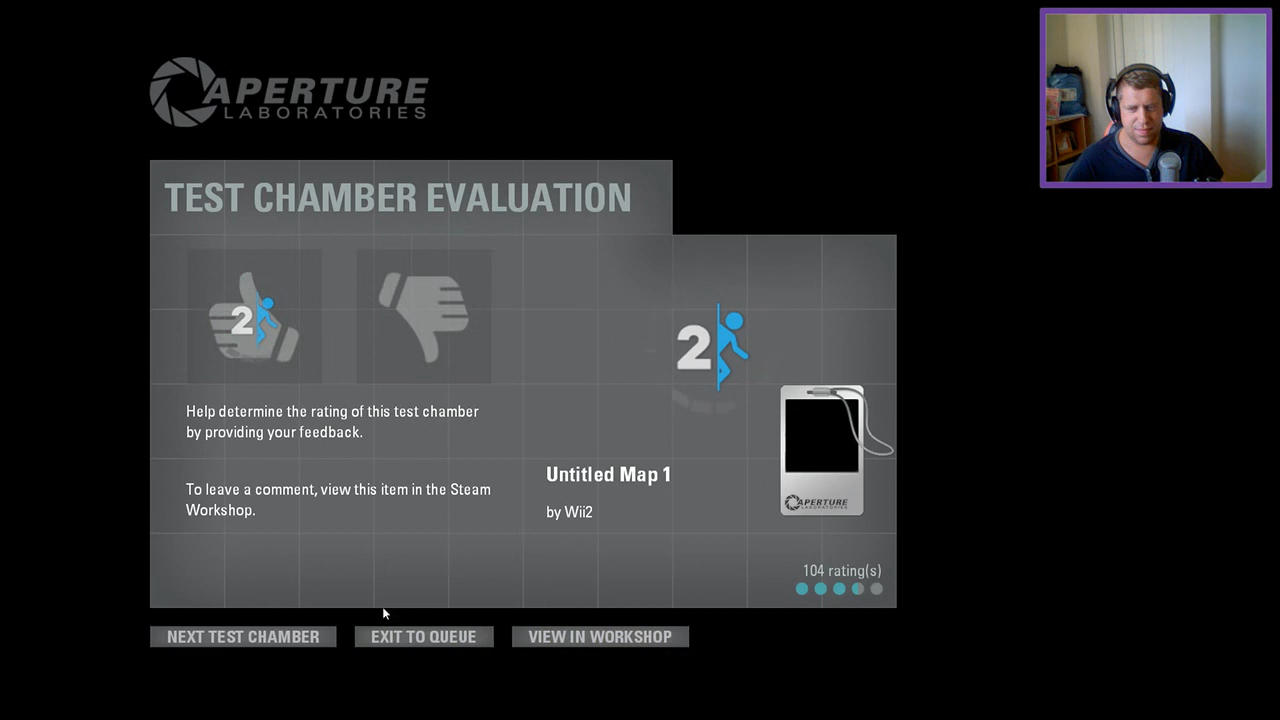 APERTURE
LABORATORIES
TEST CHAMBER EVALUATION
2
2
Help determine the rating of this test chamber
by providing your feedback.
To leave a comment, view this item in the Steam
Workshop.
Untitled Map 1
by Wii2
APERTURE
LABORATORIES
104 rating(s)
NEXT TEST CHAMBER
EXIT TO QUEUE
VIEW IN WORKSHOP